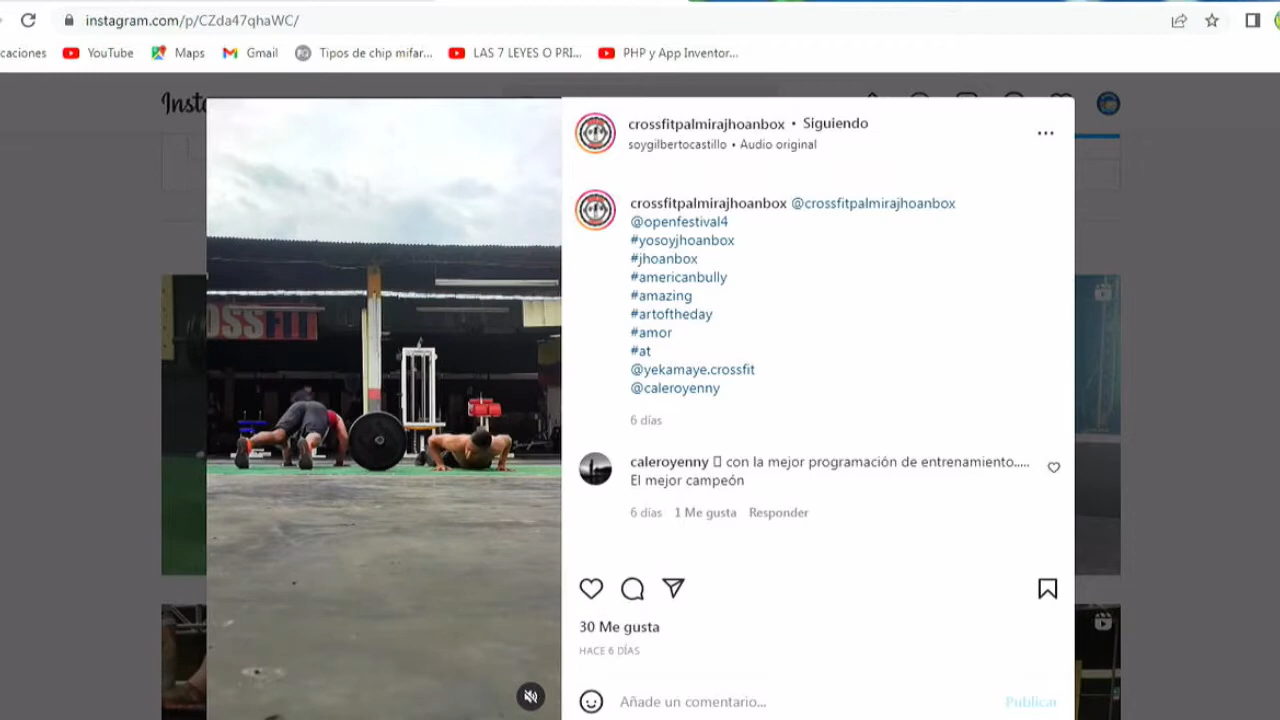 instagram.com/p/CZda47qhaWC/
caciones YouTube Maps Gmail Tipos de chip mifar... LAS 7 LEYES O PRI... PHP y App Inventor...
Insta
crossfitpalmirajhoanbox • Siguiendo
soygilbertocastillo • Audio original
crossfitpalmirajhoanbox @crossfitpalmirajhoanbox
@openfestival4
#yosoyjhoanbox
#jhoanbox
#americanbully
#amazing
#artoftheday
#amor
#at
@yekamaye.crossfit
@caleroyenny
6 días
caleroyenny con la mejor programación de entrenamiento.....
El mejor campeón
6 días 1 Me gusta Responder
OSSFIT
30 Me gusta
HACE 6 DÍAS
Añade un comentario...
Publicar